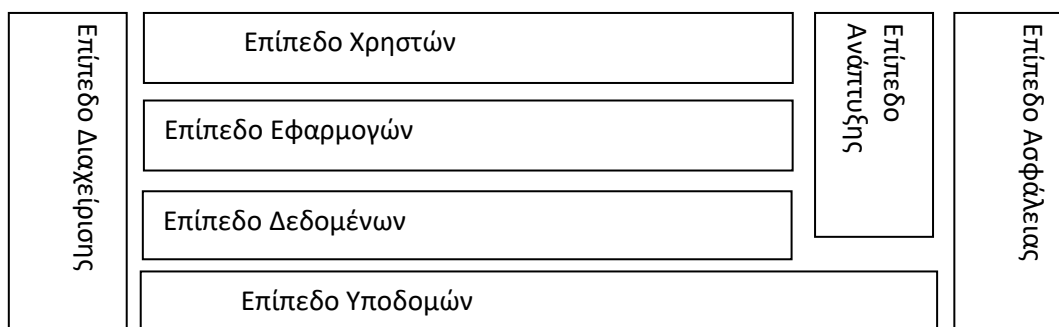 Επίπεδο Διαχείρισης
Επίπεδο Χρηστών
Επίπεδο Εφαρμογών
Επίπεδο Δεδομένων
Επίπεδο Υποδομών
Επίπεδο
Ανάπτυξης
Επίπεδο Ασφάλειας